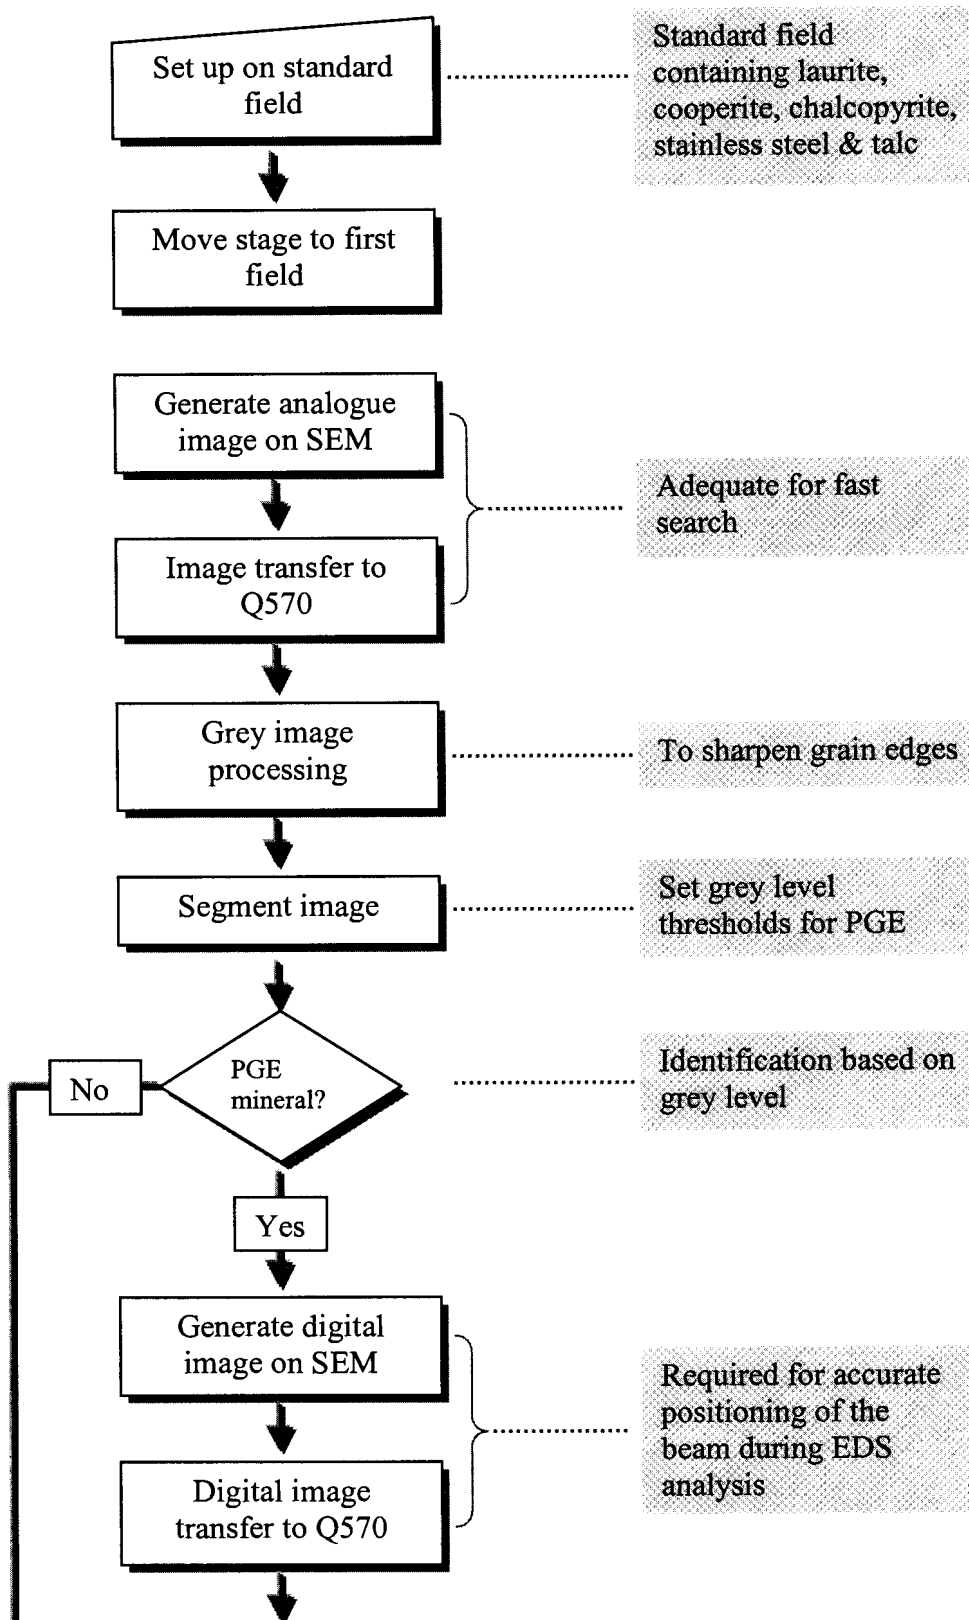 Set up on standard
field
Standard field
containing laurite,
cooperite, chalcopyrite,
stainless steel & talc
Move stage to first
field
Generate analogue
image on SEM
Adequate for fast
search
Image transfer to
Q570
Grey image
processing
To sharpen grain edges
Segment image
Set grey level
thresholds for PGE
PGE
mineral?
Identification based on
grey level
No
Yes
Generate digital
image on SEM
Required for accurate
positioning of the
beam during EDS
analysis
Digital image
transfer to Q570